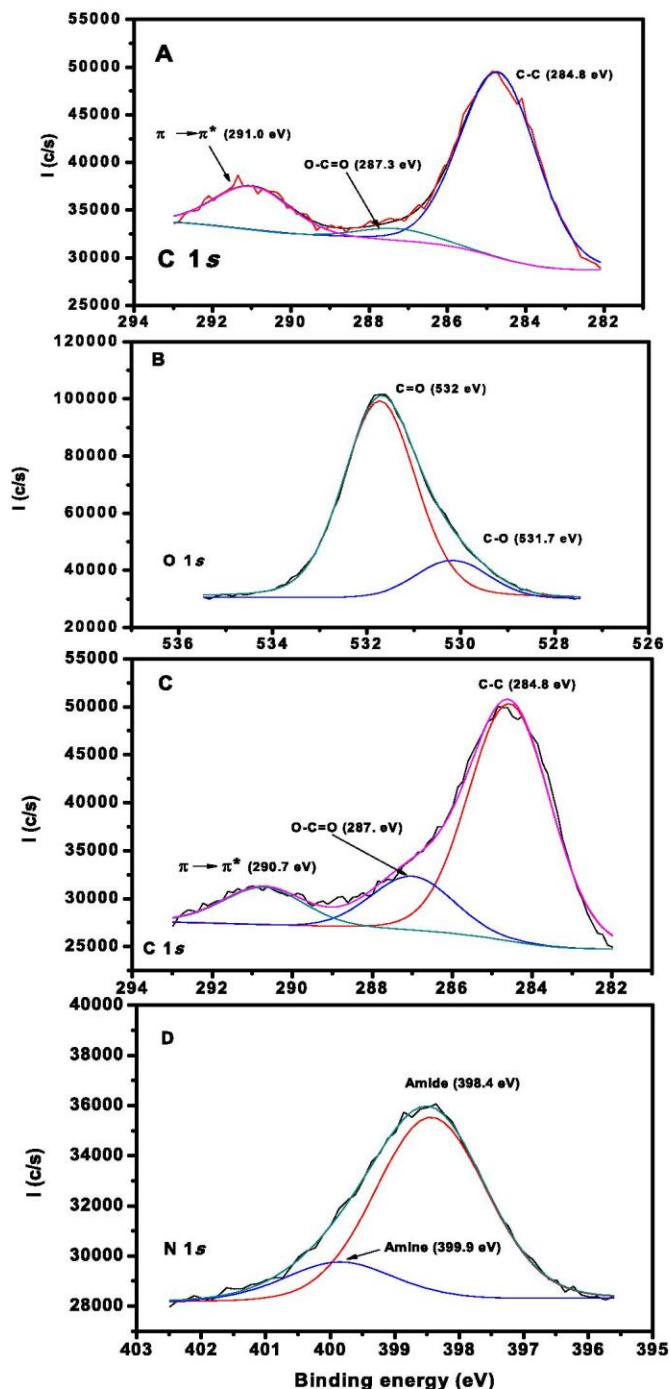 A
C-C (284.8 eV)
π → π* (291.0 eV)
O-C=O (287.3 eV)
C 1s
I (c/s)
55000
50000
45000
40000
35000
30000
25000
294 292 290 288 286 284 282
B
C=O (532 eV)
C-O (531.7 eV)
O 1s
I (c/s)
120000
100000
80000
60000
40000
20000
536 534 532 530 528 526
C
C-C (284.8 eV)
O-C=O (287. eV)
π → π* (290.7 eV)
C 1s
I (c/s)
55000
50000
45000
40000
35000
30000
25000
294 292 290 288 286 284 282
D
Amide (398.4 eV)
Amine (399.9 eV)
N 1s
I (c/s)
40000
36000
32000
28000
403 402 401 400 399 398 397 396 395
Binding energy (eV)